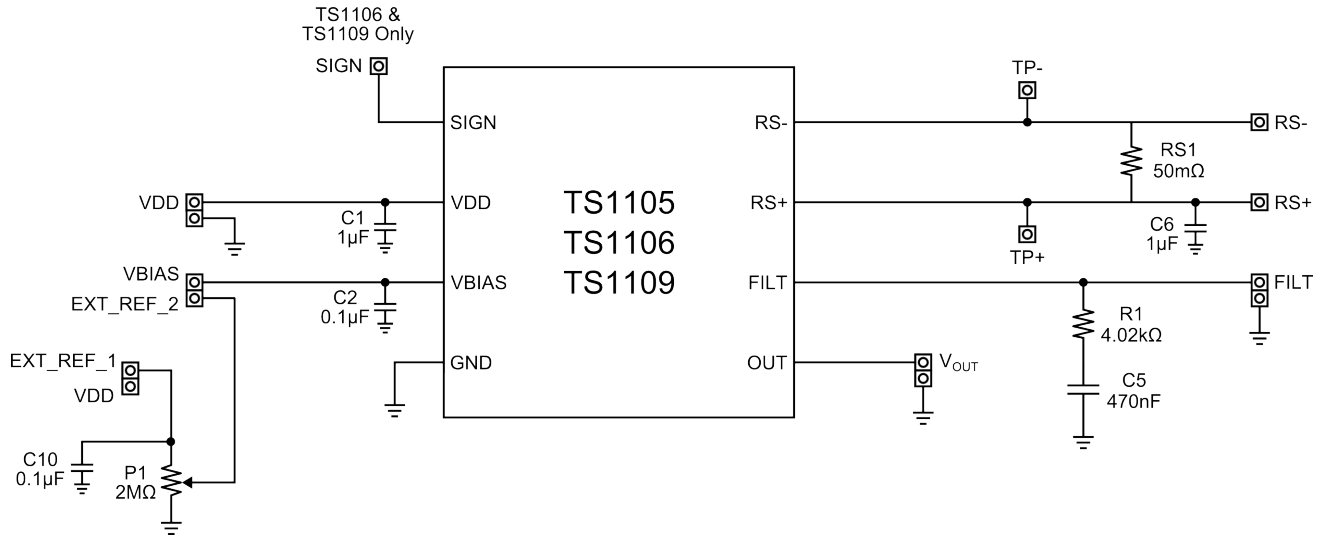 TS1106 &
TS1109 Only
SIGN
SIGN
VDD
C1
1µF
VDD
VBIAS
EXT_REF_2
C2
0.1µF
VBIAS
EXT_REF_1
VDD
GND
C10
0.1µF
P1
2MΩ
TS1105
TS1106
TS1109
TP-
RS-
RS-
RS1
50mΩ
RS+
RS+
TP+
C6
1µF
FILT
FILT
R1
4.02kΩ
OUT
VOUT
C5
470nF